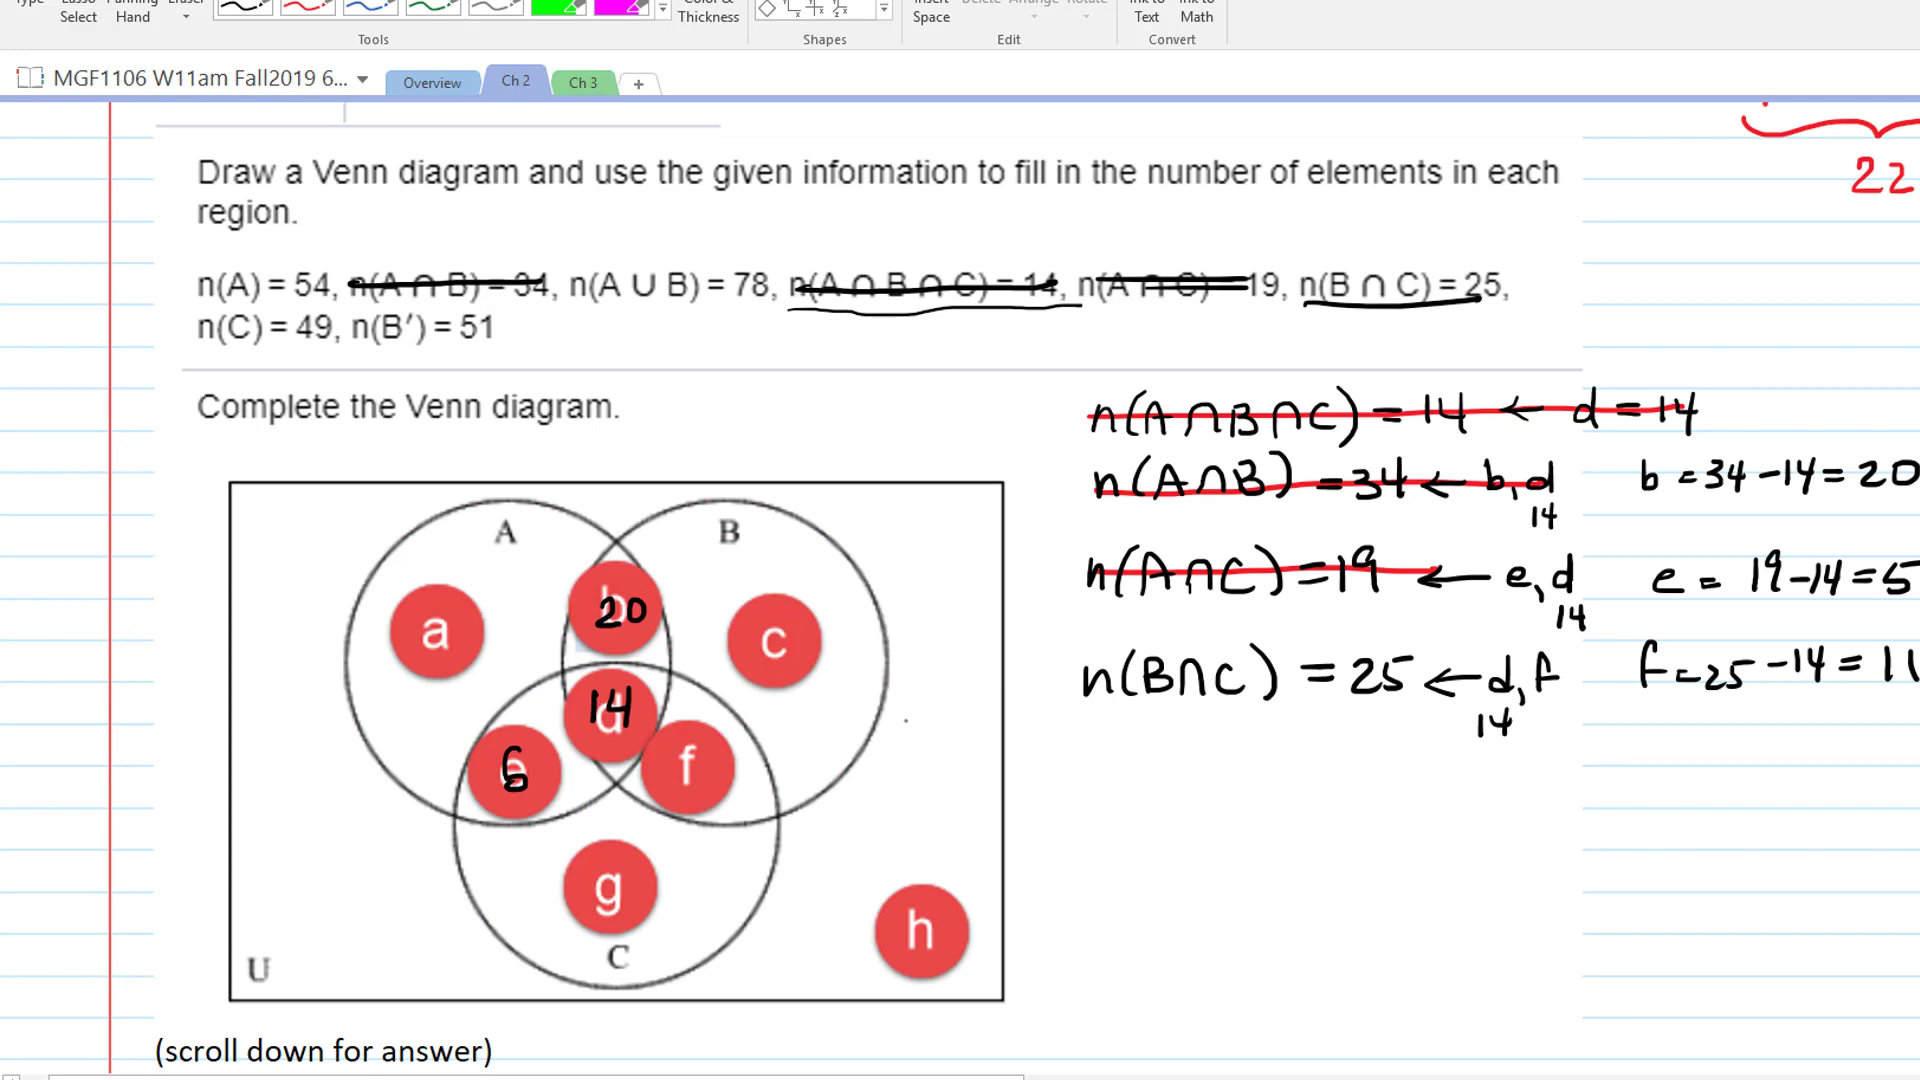 Select Hand
Thickness
Space
Text Math
Tools Shapes Edit Convert
MGF1106 W11am Fall2019 6... Overview Ch 2 Ch 3 +
22
Draw a Venn diagram and use the given information to fill in the number of elements in each
region.
n(A) = 54, n(A ∩ B) = 34, n(A ∪ B) = 78, n(A ∩ B ∩ C) = 14, n(A ∩ C) = 19, n(B ∩ C) = 25,
n(C) = 49, n(B′) = 51
Complete the Venn diagram.
n(A∩B∩C) = 14 ← d = 14
n(A∩B) = 34 ← b, d b = 34 - 14 = 20
14
n(A∩C) = 19 ← e, d e = 19 - 14 = 5
14
n(B∩C) = 25 ← d, f f = 25 - 14 = 11
14
A B
a b 20 c
d 14
e 6 f
g
C
h
U
(scroll down for answer)